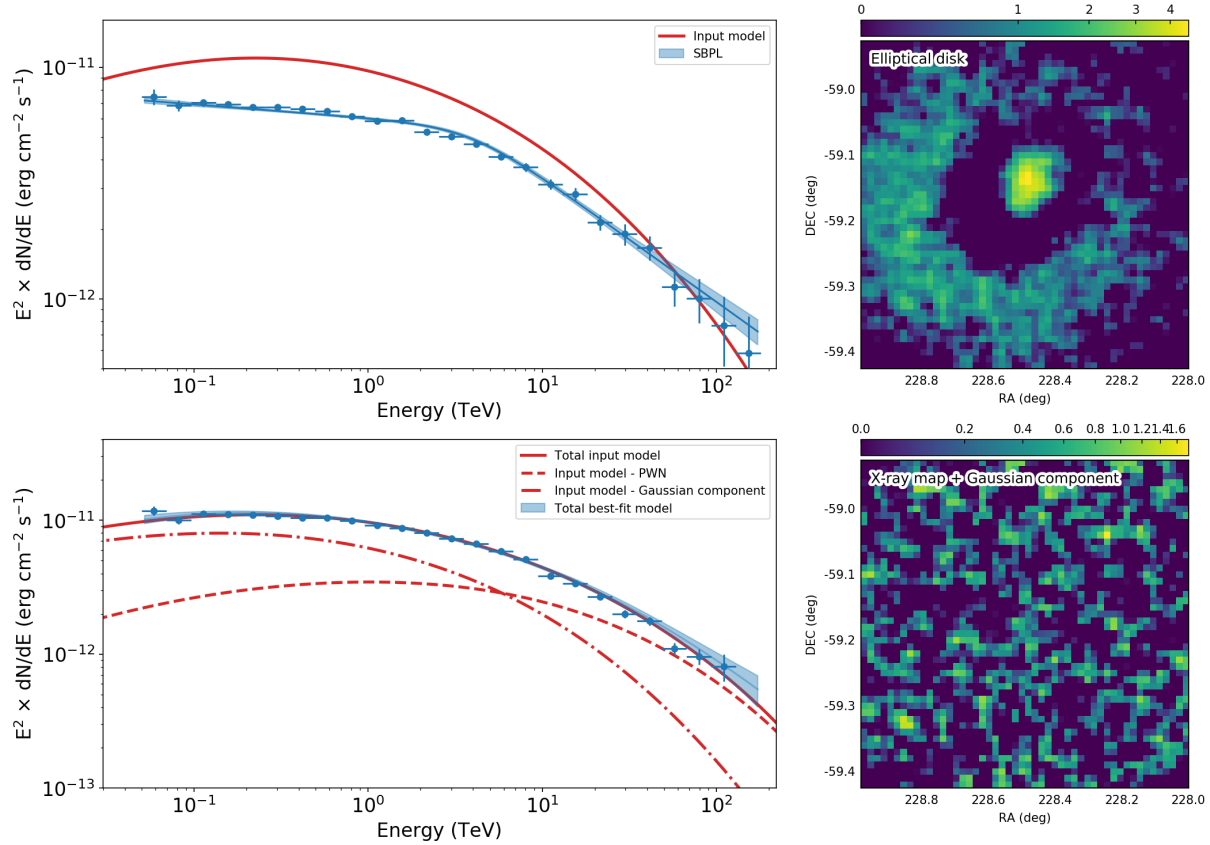 Input model
SBPL
10⁻¹¹
10⁻¹²
E² × dN/dE (erg cm⁻² s⁻¹)
10⁻¹ 10⁰ 10¹ 10²
Energy (TeV)
0 1 2 3 4
Elliptical disk
-59.0
-59.1
-59.2
-59.3
-59.4
DEC (deg)
228.8 228.6 228.4 228.2 228.0
RA (deg)
Total input model
Input model - PWN
Input model - Gaussian component
Total best-fit model
10⁻¹¹
10⁻¹²
10⁻¹³
E² × dN/dE (erg cm⁻² s⁻¹)
10⁻¹ 10⁰ 10¹ 10²
Energy (TeV)
0.0 0.2 0.4 0.6 0.8 1.0 1.2 1.4 1.6
X-ray map + Gaussian component
-59.0
-59.1
-59.2
-59.3
-59.4
DEC (deg)
228.8 228.6 228.4 228.2 228.0
RA (deg)